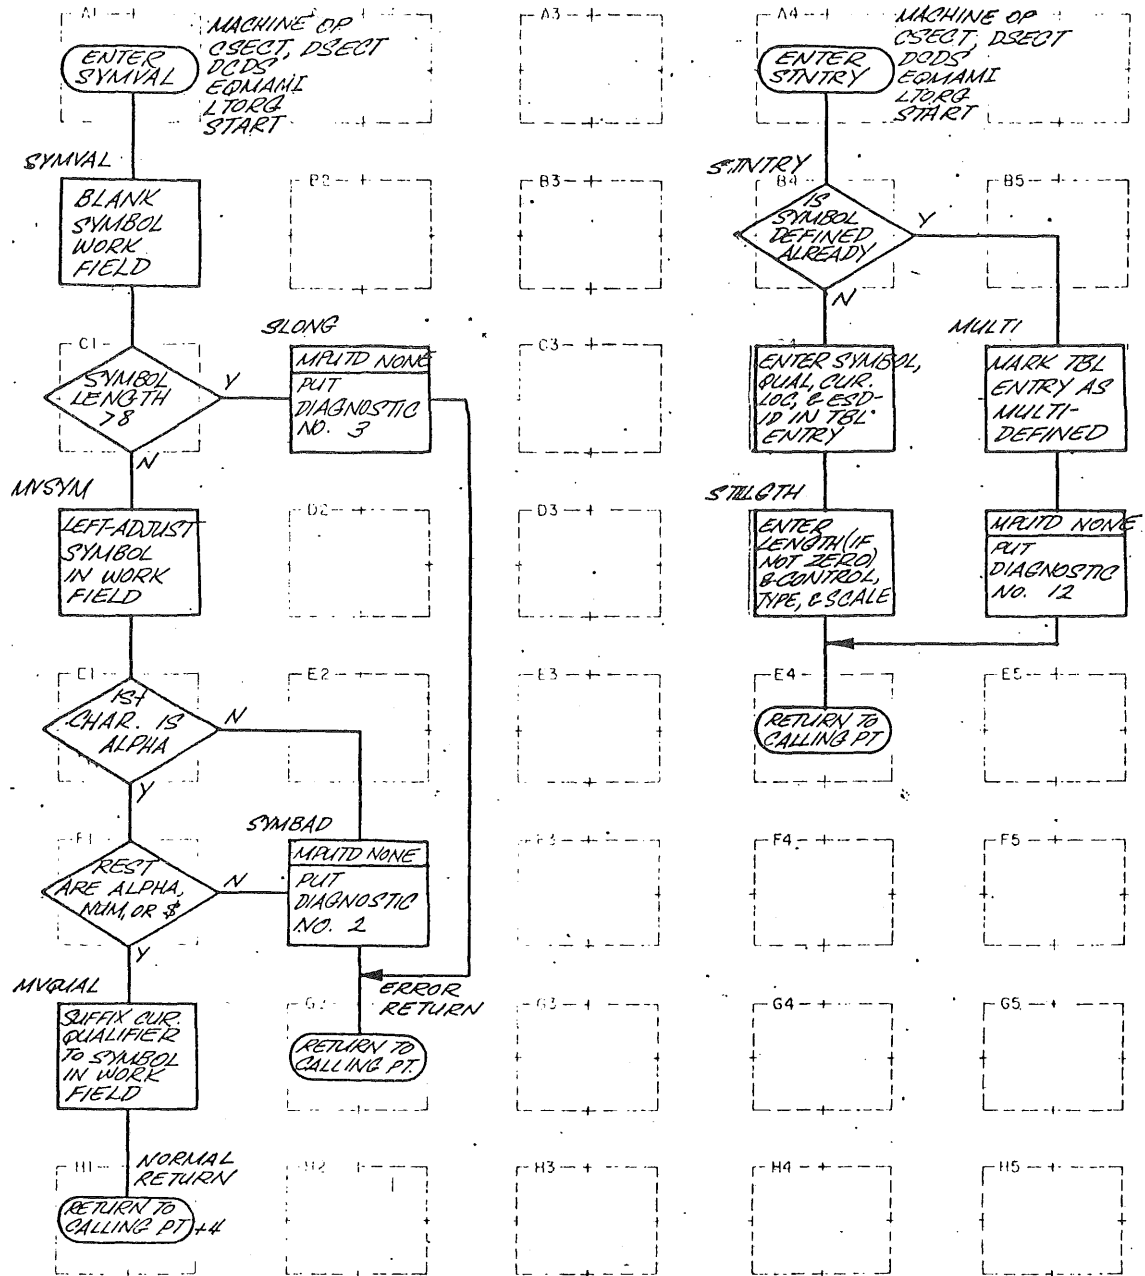 A1
MACHINE OP
CSECT, DSECT
DCDS
EQMAMI
LTORG
START
ENTER
SYMVAL
SYMVAL
BLANK
SYMBOL
WORK
FIELD
B2
C1
SYMBOL
LENGTH
>8
Y
N
SLONG
MPUTD NONE
PUT
DIAGNOSTIC
NO. 3
MVSYM
LEFT-ADJUST
SYMBOL
IN WORK
FIELD
D2
E1
1st
CHAR. IS
ALPHA
N
Y
E2
F1
REST
ARE ALPHA,
NUM, OR $
N
Y
SYMBAD
MPUTD NONE
PUT
DIAGNOSTIC
NO. 2
ERROR
RETURN
G2
RETURN TO
CALLING PT.
MVQUAL
SUFFIX CUR.
QUALIFIER
TO SYMBOL
IN WORK
FIELD
H1
NORMAL
RETURN
RETURN TO
CALLING PT +4
H2
A3
B3
C3
D3
E3
F3
G3
H3
A4
MACHINE OP
CSECT, DSECT
DCDS
EQMAMI
LTORG
START
ENTER
STNTRY
STNTRY
B4
IS
SYMBOL
DEFINED
ALREADY
Y
N
B5
ENTER SYMBOL,
QUAL, CUR.
LOC, & ESD-
ID IN TBL
ENTRY
MULTI
MARK TBL
ENTRY AS
MULTI-
DEFINED
ENTER
LENGTH (IF
NOT ZERO)
& CONTROL,
TYPE, & SCALE
MPUTD NONE
PUT
DIAGNOSTIC
NO. 12
E4
RETURN TO
CALLING PT
E5
F4
F5
G4
G5
H4
H5